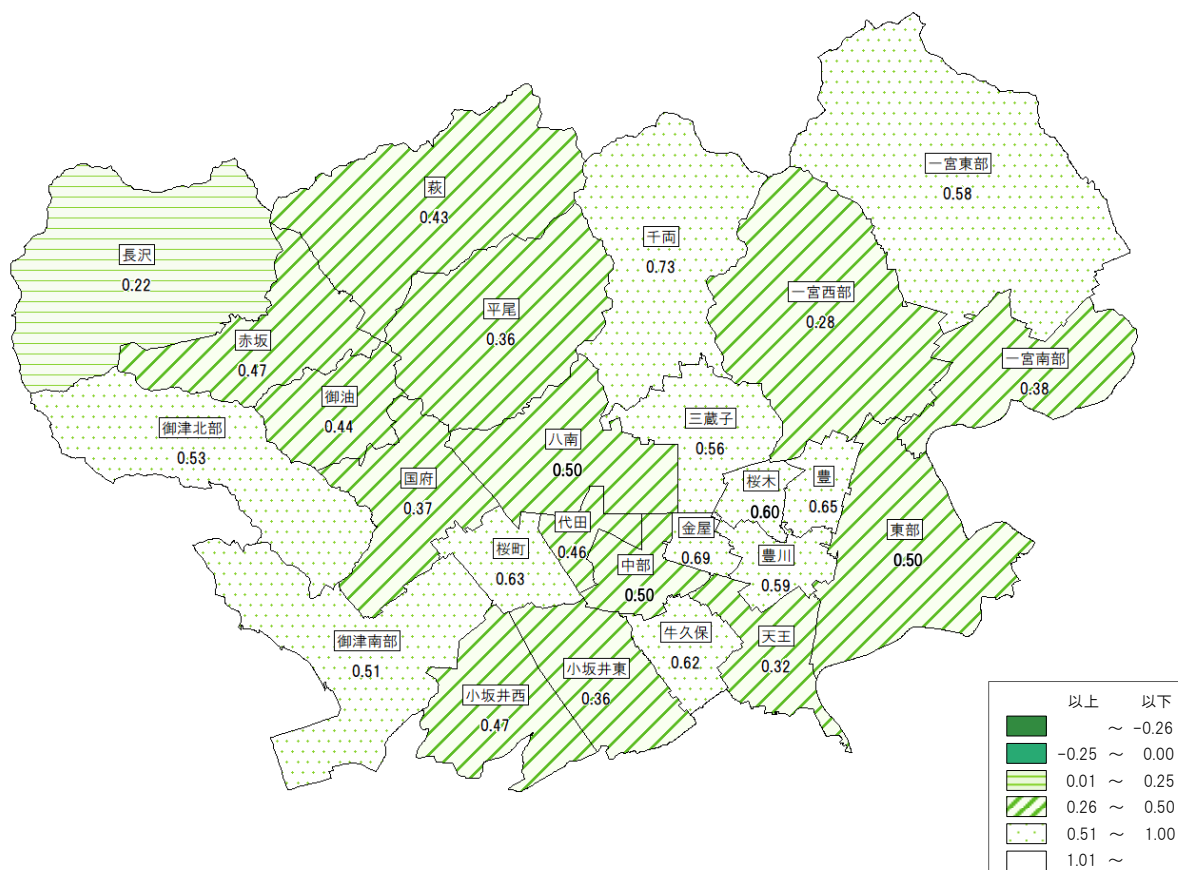 一宮東部
0.58
萩
0.43
千両
0.73
長沢
0.22
一宮西部
0.28
平尾
0.36
赤坂
0.47
一宮南部
0.38
御油
0.44
三蔵子
0.56
御津北部
0.53
八南
0.50
国府
0.37
桜木
0.60
豊
0.65
代田
0.46
金屋
0.69
東部
0.50
桜町
0.63
中部
0.50
豊川
0.59
御津南部
0.51
牛久保
0.62
天王
0.32
小坂井東
0.36
小坂井西
0.47
以上 以下
～ -0.26
-0.25 ～ 0.00
0.01 ～ 0.25
0.26 ～ 0.50
0.51 ～ 1.00
1.01 ～